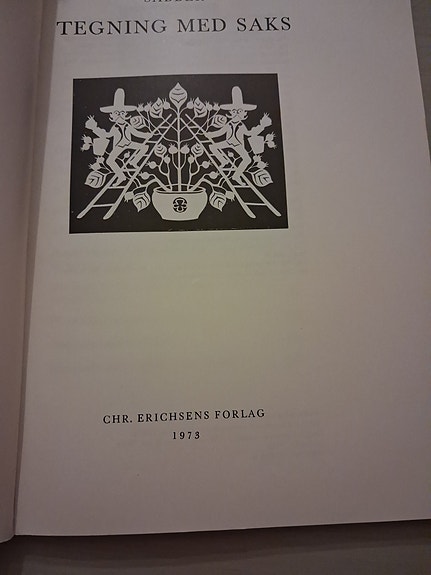 TEGNING MED SAKS
CHR. ERICHSENS FORLAG
1973